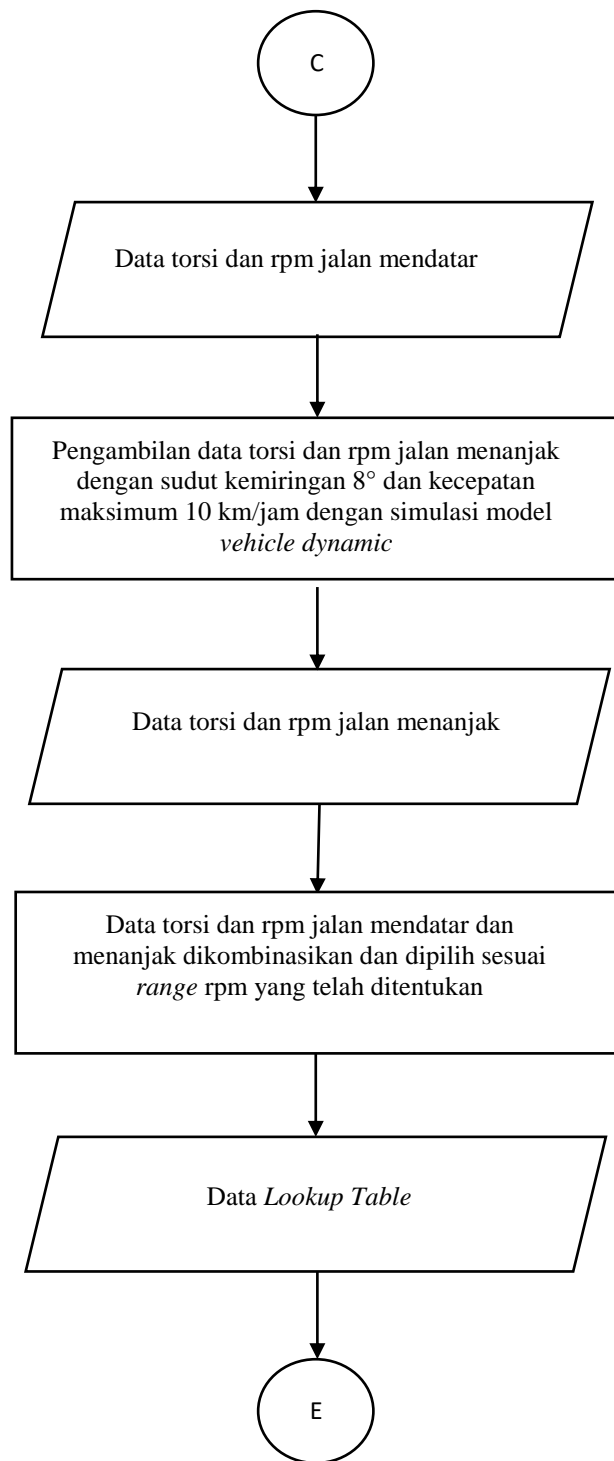 C
Data torsi dan rpm jalan mendatar
Pengambilan data torsi dan rpm jalan menanjak
dengan sudut kemiringan 8° dan kecepatan
maksimum 10 km/jam dengan simulasi model
vehicle dynamic
Data torsi dan rpm jalan menanjak
Data torsi dan rpm jalan mendatar dan
menanjak dikombinasikan dan dipilih sesuai
range rpm yang telah ditentukan
Data Lookup Table
E